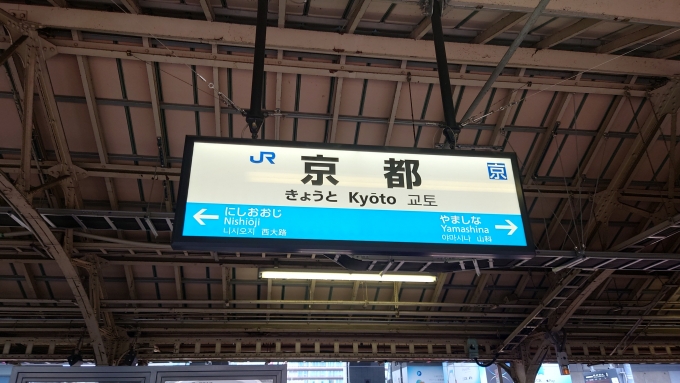 JR 京都 京
きょうと Kyōto 교토
← にしおおじ
Nishiōji
니시오지 西大路
やましな →
Yamashina
야마시나 山科